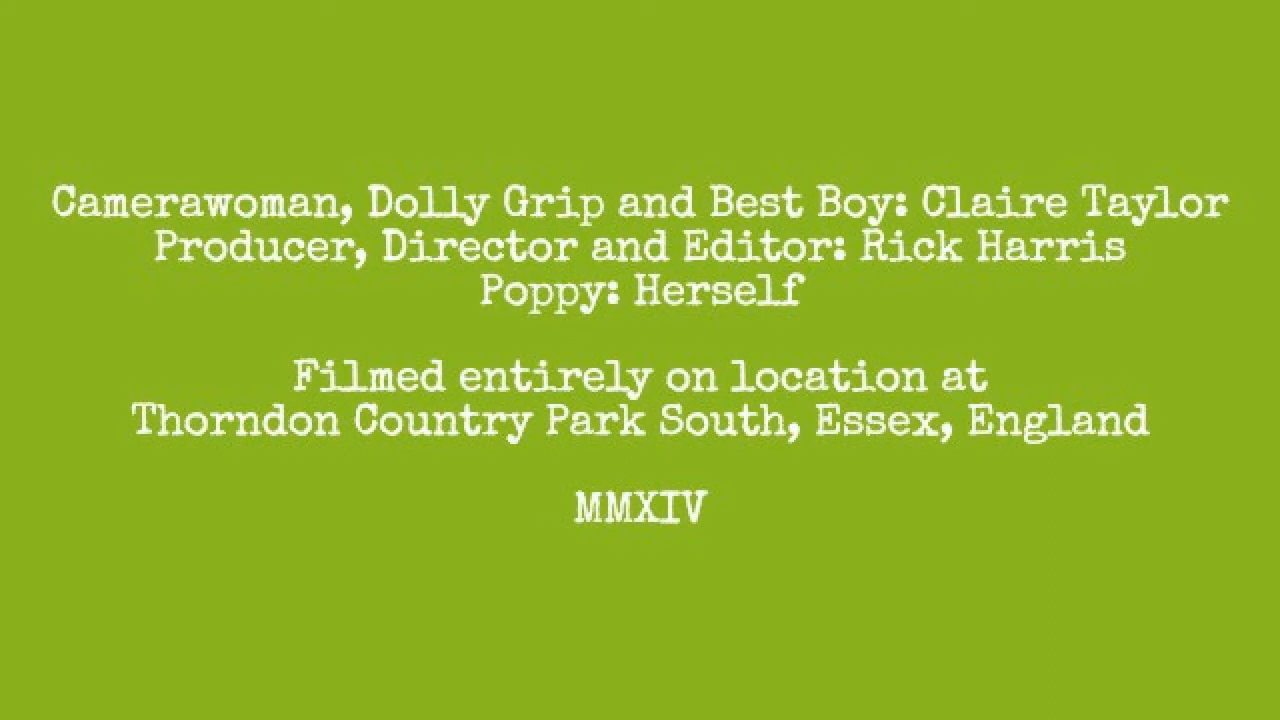 Camerawoman, Dolly Grip and Best Boy: Claire Taylor
Producer, Director and Editor: Rick Harris
Poppy: Herself
Filmed entirely on location at
Thorndon Country Park South, Essex, England
MMXIV